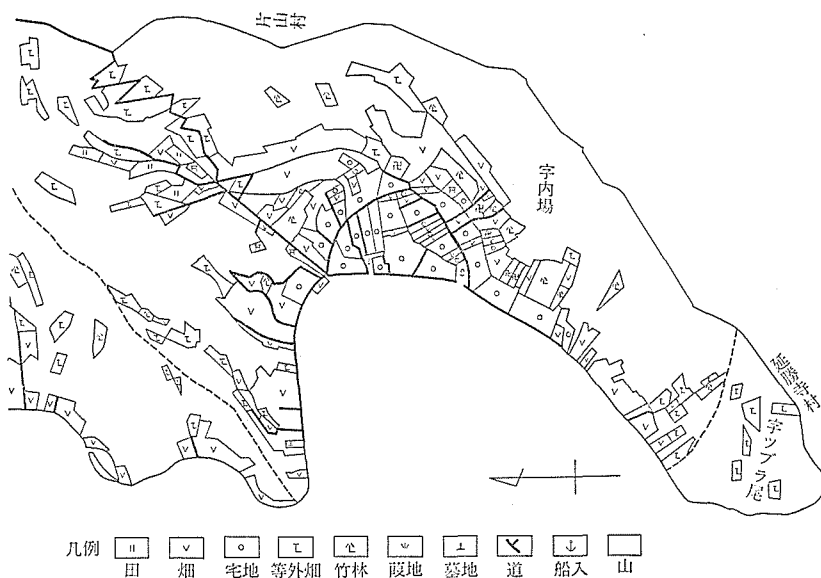 片山村
字内場
延勝寺村
字ツブラ尾
凡例
田 畑 宅地 等外畑 竹林 葭地 墓地 道 船入 山